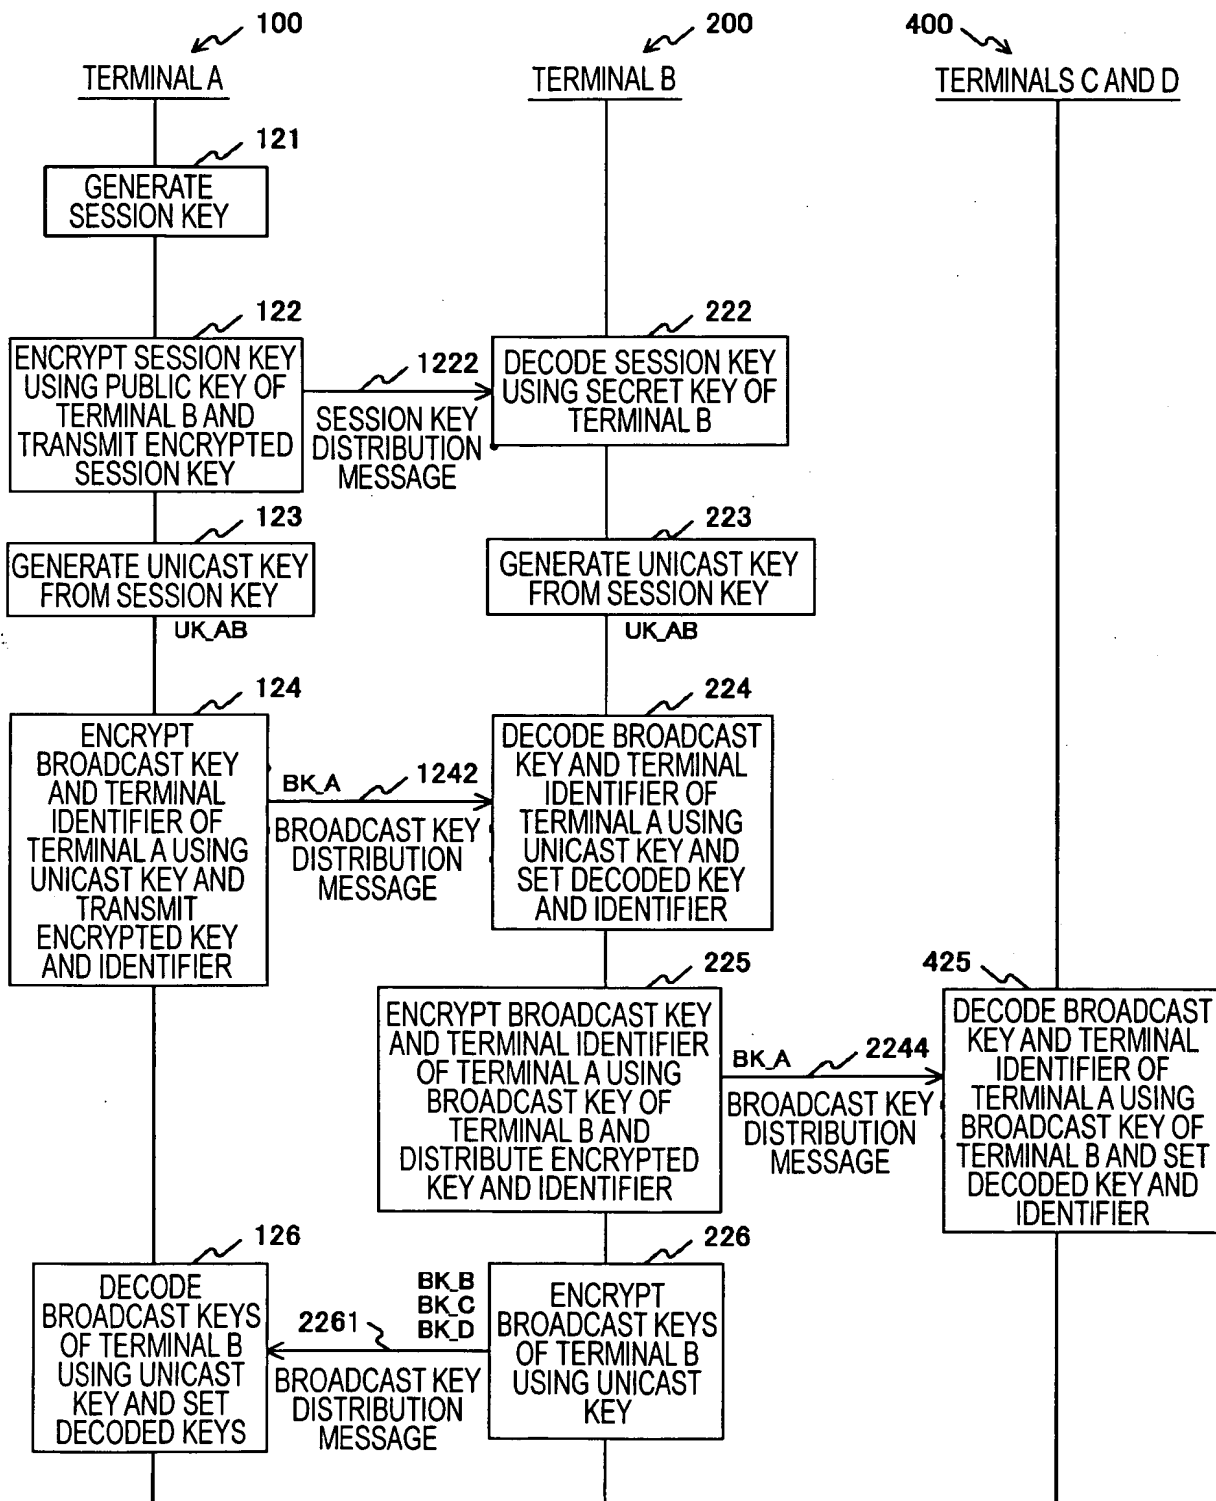 100
200
400
TERMINAL A
TERMINAL B
TERMINALS C AND D
121
GENERATE
SESSION KEY
122
ENCRYPT SESSION KEY
USING PUBLIC KEY OF
TERMINAL B AND
TRANSMIT ENCRYPTED
SESSION KEY
1222
SESSION KEY
DISTRIBUTION
MESSAGE
222
DECODE SESSION KEY
USING SECRET KEY OF
TERMINAL B
123
GENERATE UNICAST KEY
FROM SESSION KEY
UK_AB
223
GENERATE UNICAST KEY
FROM SESSION KEY
UK_AB
124
ENCRYPT
BROADCAST KEY
AND TERMINAL
IDENTIFIER OF
TERMINAL A USING
UNICAST KEY AND
TRANSMIT
ENCRYPTED KEY
AND IDENTIFIER
BK_A
1242
BROADCAST KEY
DISTRIBUTION
MESSAGE
224
DECODE BROADCAST
KEY AND TERMINAL
IDENTIFIER OF
TERMINAL A USING
UNICAST KEY AND
SET DECODED KEY
AND IDENTIFIER
225
ENCRYPT BROADCAST KEY
AND TERMINAL IDENTIFIER
OF TERMINAL A USING
BROADCAST KEY OF
TERMINAL B AND
DISTRIBUTE ENCRYPTED
KEY AND IDENTIFIER
BK_A
2244
BROADCAST KEY
DISTRIBUTION
MESSAGE
425
DECODE BROADCAST
KEY AND TERMINAL
IDENTIFIER OF
TERMINAL A USING
BROADCAST KEY OF
TERMINAL B AND SET
DECODED KEY AND
IDENTIFIER
126
DECODE
BROADCAST KEYS
OF TERMINAL B
USING UNICAST
KEY AND SET
DECODED KEYS
BK_B
BK_C
BK_D
2261
BROADCAST KEY
DISTRIBUTION
MESSAGE
226
ENCRYPT
BROADCAST KEYS
OF TERMINAL B
USING UNICAST
KEY